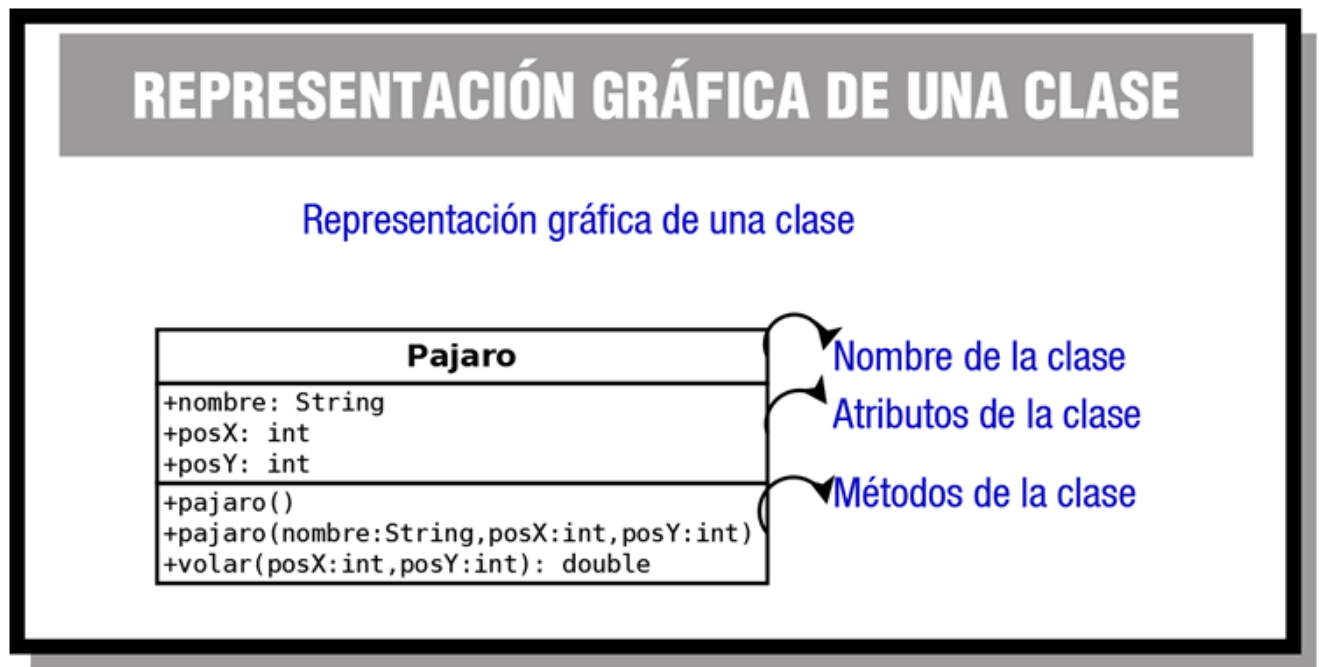 REPRESENTACIÓN GRÁFICA DE UNA CLASE
Representación gráfica de una clase
Pajaro
+nombre: String
+posX: int
+posY: int
+pajaro()
+pajaro(nombre:String,posX:int,posY:int)
+volar(posX:int,posY:int): double
Nombre de la clase
Atributos de la clase
Métodos de la clase